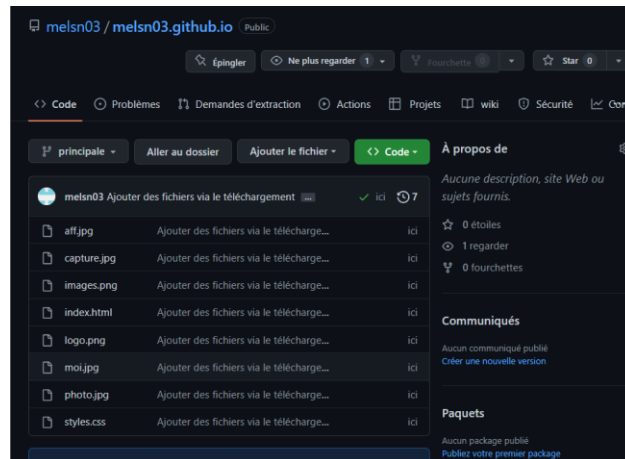 melsn03 / melsn03.github.io Public
Épingler Ne plus regarder 1 Fourchette 0 Star 0
<> Code Problèmes Demandes d'extraction Actions Projets wiki Sécurité
principale Aller au dossier Ajouter le fichier <> Code
melsn03 Ajouter des fichiers via le téléchargement ... ici 7
aff.jpg Ajouter des fichiers via le télécharge... ici
capture.jpg Ajouter des fichiers via le télécharge... ici
images.png Ajouter des fichiers via le télécharge... ici
index.html Ajouter des fichiers via le télécharge... ici
logo.png Ajouter des fichiers via le télécharge... ici
moi.jpg Ajouter des fichiers via le télécharge... ici
photo.jpg Ajouter des fichiers via le télécharge... ici
styles.css Ajouter des fichiers via le télécharge... ici
À propos de
Aucune description, site Web ou
sujets fournis.
0 étoiles
1 regarder
0 fourchettes
Communiqués
Aucun communiqué publié
Créer une nouvelle version
Paquets
Aucun package publié
Publiez votre premier package